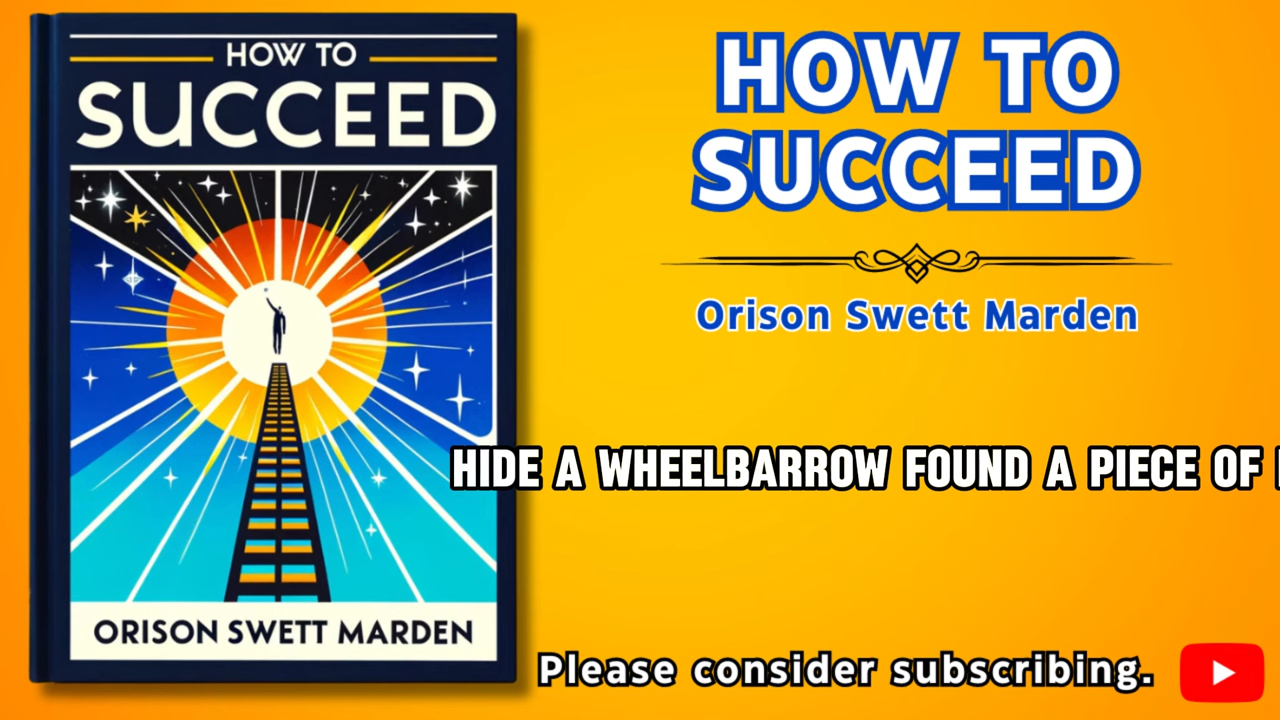 HOW TO
SUCCEED
ORISON SWETT MARDEN
HOW TO
SUCCEED
Orison Swett Marden
HIDE A WHEELBARROW FOUND A PIECE OF
Please consider subscribing.